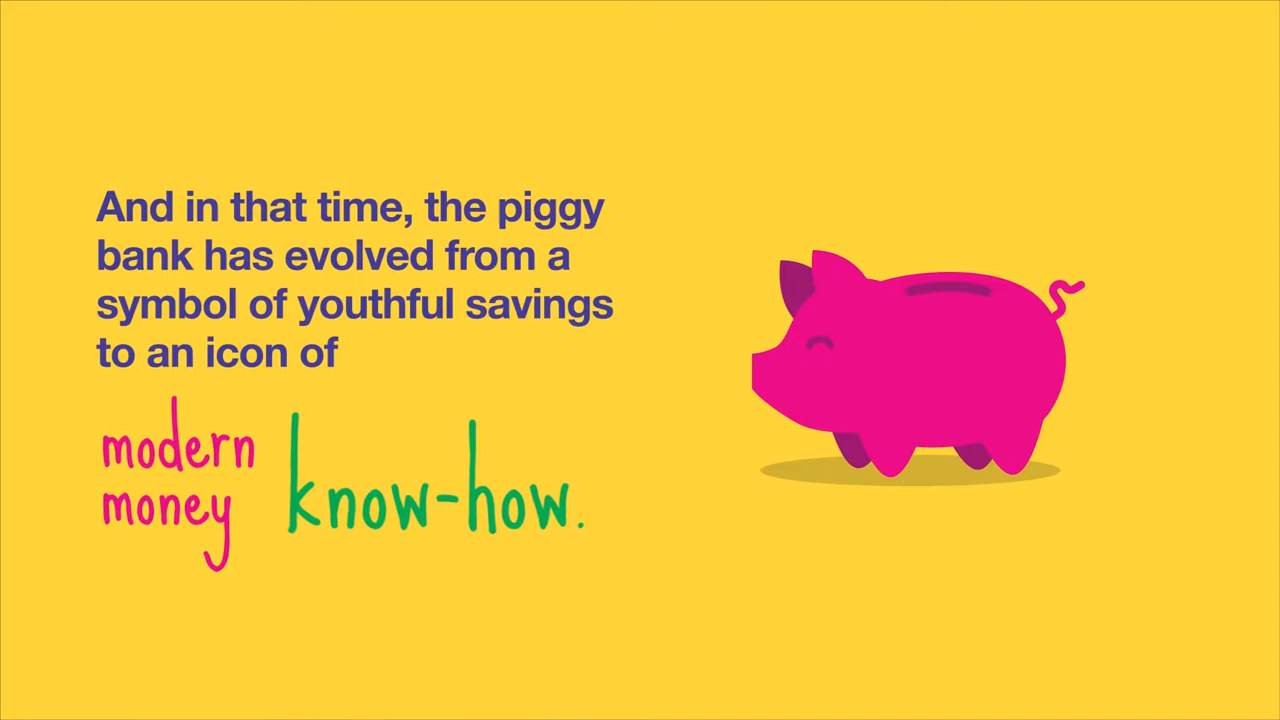 And in that time, the piggy
bank has evolved from a
symbol of youthful savings
to an icon of
modern
money
know-how.